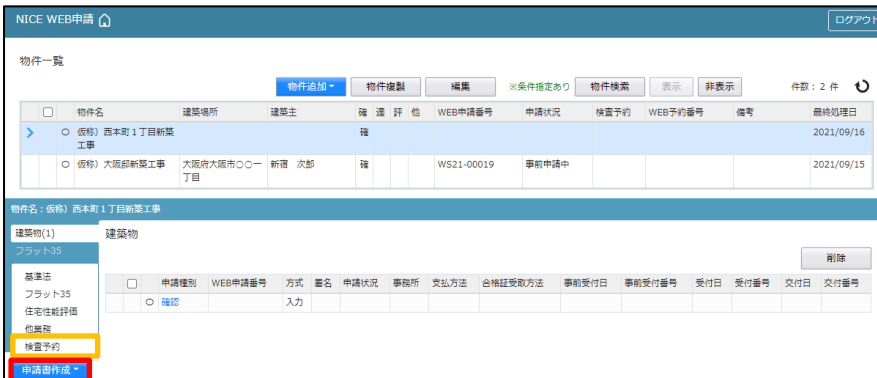 NICE WEB申請
ログアウト
物件一覧
物件追加 物件複製 編集 ※条件指定あり 物件検索 表示 非表示 件数：2 件
物件名 建築場所 建築主 確 適 評 他 WEB申請番号 申請状況 検査予約 WEB予約番号 備考 最終処理日
○ 仮称）西本町１丁目新築 確 2021/09/16
工事
○ 仮称）大阪邸新築工事 大阪府大阪市○○一 新宿 次郎 確 WS21-00019 事前申請中 2021/09/15
丁目
物件名：仮称）西本町１丁目新築工事
建築物(1) 建築物
フラット35
削除
基準法
申請種別 WEB申請番号 方式 署名 申請状況 事務所 支払方法 合格証受取方法 事前受付日 事前受付番号 受付日 受付番号 交付日 交付番号
フラット35
○ 確認 入力
住宅性能評価
他業務
検査予約
申請書作成